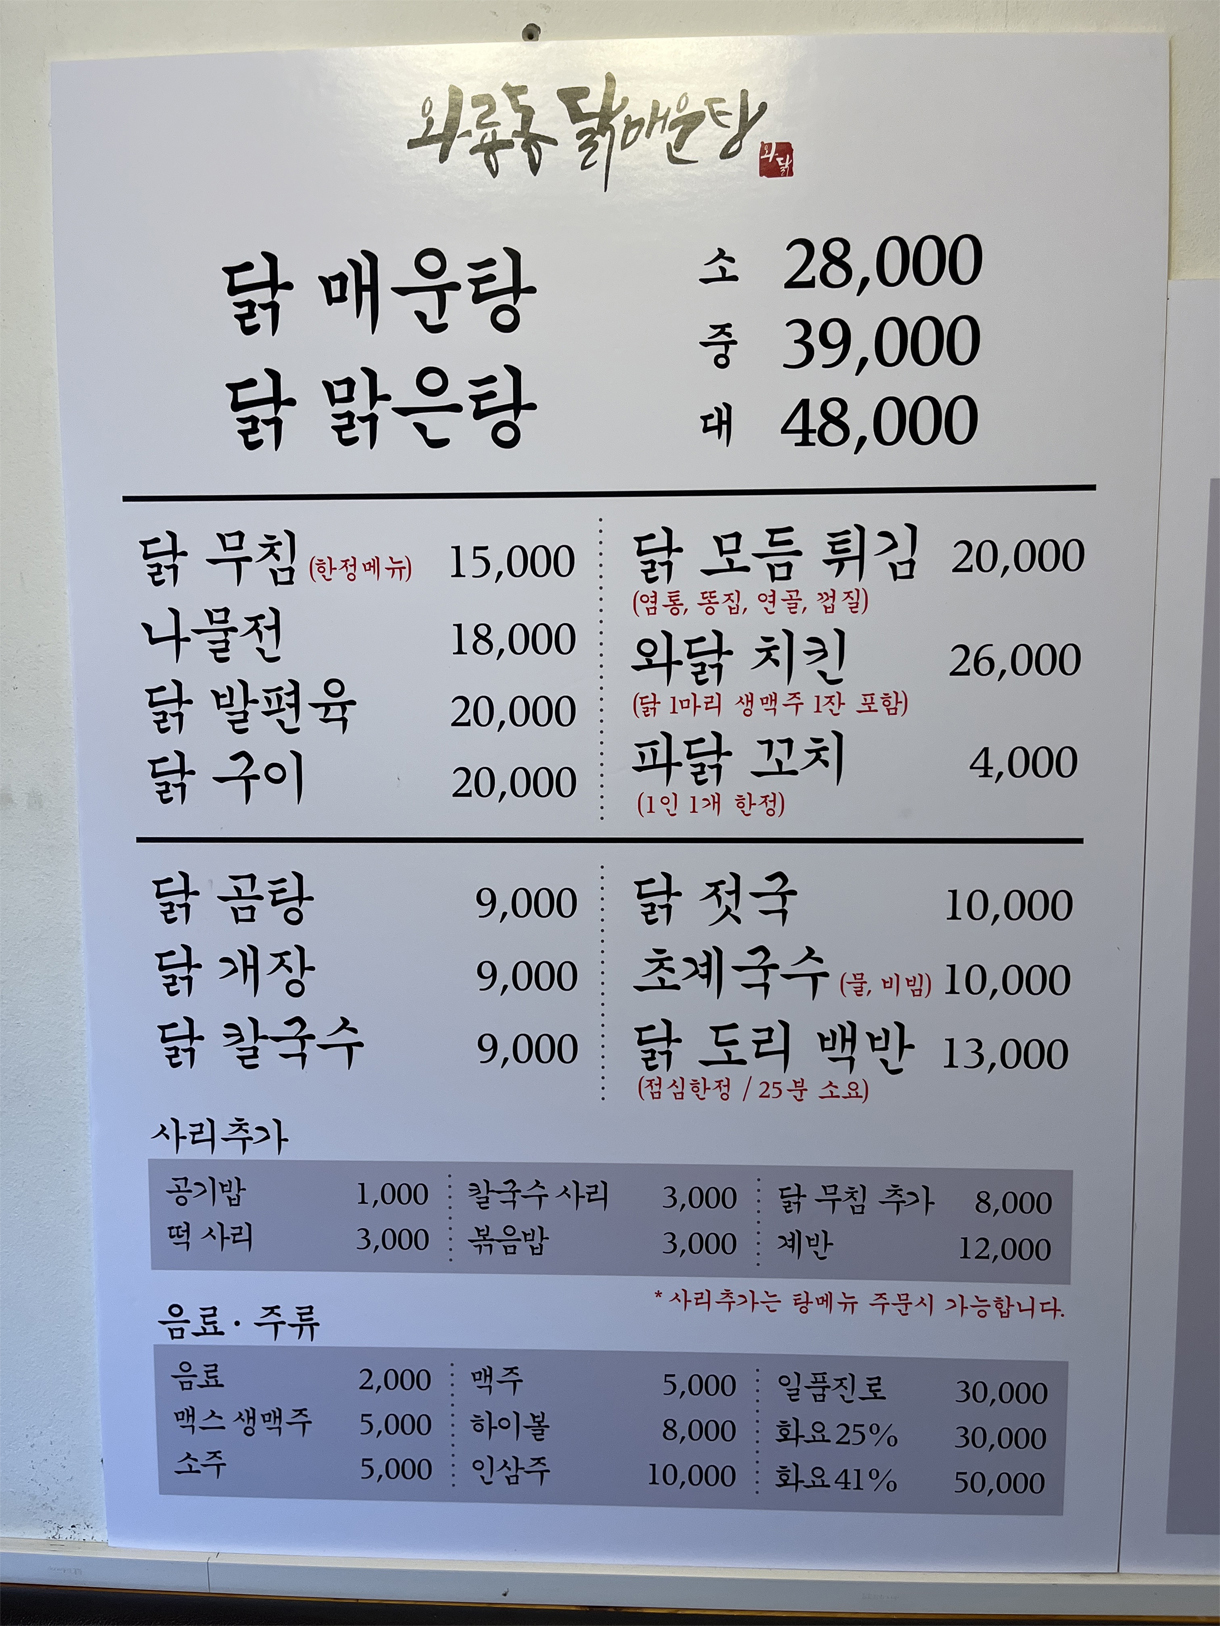 와룡동 닭매운탕
와닭
닭 매운탕
닭 맑은탕
소 28,000
중 39,000
대 48,000
닭 무침 (한정메뉴) 15,000
나물전 18,000
닭 발편육 20,000
닭 구이 20,000
닭 모듬 튀김 20,000
(염통, 똥집, 연골, 껍질)
와닭 치킨 26,000
(닭 1마리 생맥주 1잔 포함)
파닭 꼬치 4,000
(1인 1개 한정)
닭 곰탕 9,000
닭 개장 9,000
닭 칼국수 9,000
닭 젓국 10,000
초계국수 (물, 비빔) 10,000
닭 도리 백반 13,000
(점심한정 / 25분 소요)
사리추가
공기밥 1,000 칼국수 사리 3,000 닭 무침 추가 8,000
떡 사리 3,000 볶음밥 3,000 계반 12,000
* 사리추가는 탕메뉴 주문시 가능합니다.
음료 · 주류
음료 2,000 맥주 5,000 일품진로 30,000
맥스 생맥주 5,000 하이볼 8,000 화요25% 30,000
소주 5,000 인삼주 10,000 화요41% 50,000